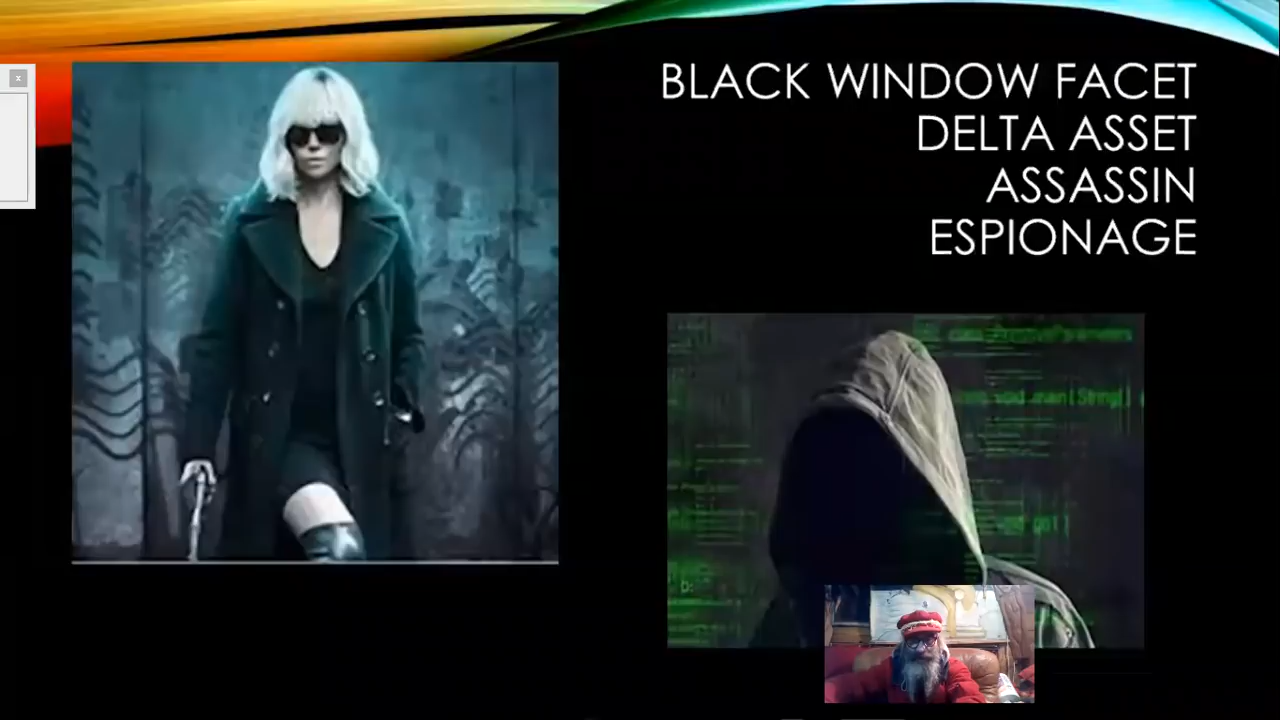 BLACK WINDOW FACET
DELTA ASSET
ASSASSIN
ESPIONAGE